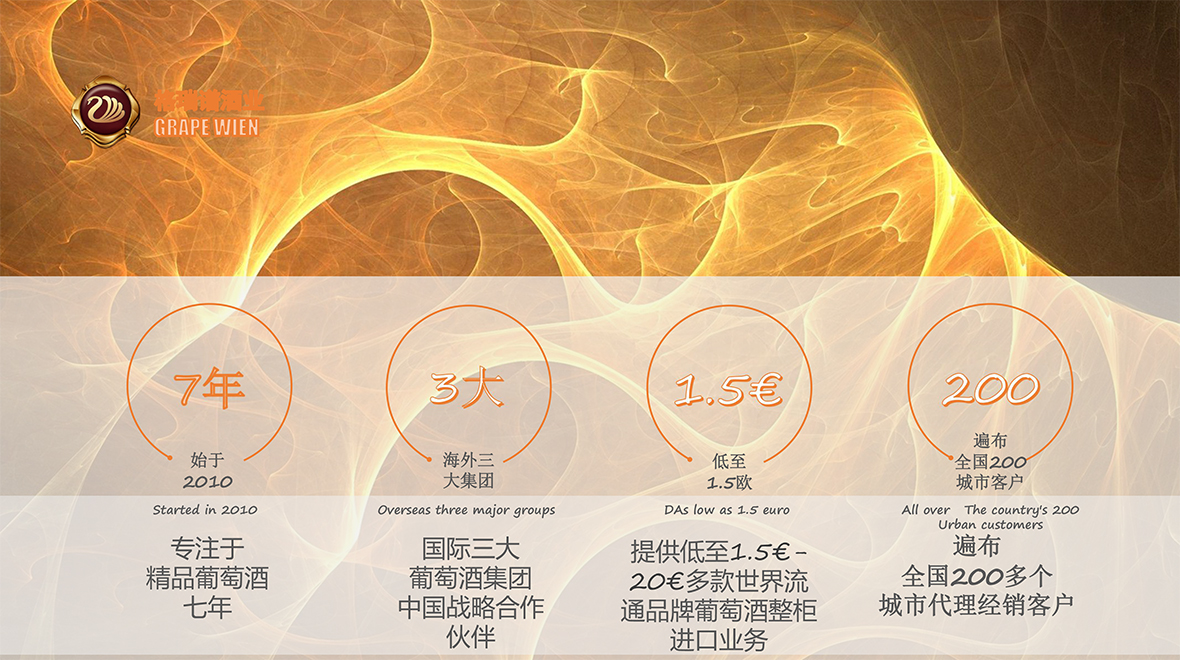 酒业
GRAPE WIEN
7年
始于
2010
Started in 2010
专注于
精品葡萄酒
七年
3大
海外三
大集团
Overseas three major groups
国际三大
葡萄酒集团
中国战略合作
伙伴
1.5€
低至
1.5欧
DAs low as 1.5 euro
提供低至1.5€-
20€多款世界流
通品牌葡萄酒整柜
进口业务
200
遍布
全国200
城市客户
All over The country's 200
Urban customers
遍布
全国200多个
城市代理经销客户